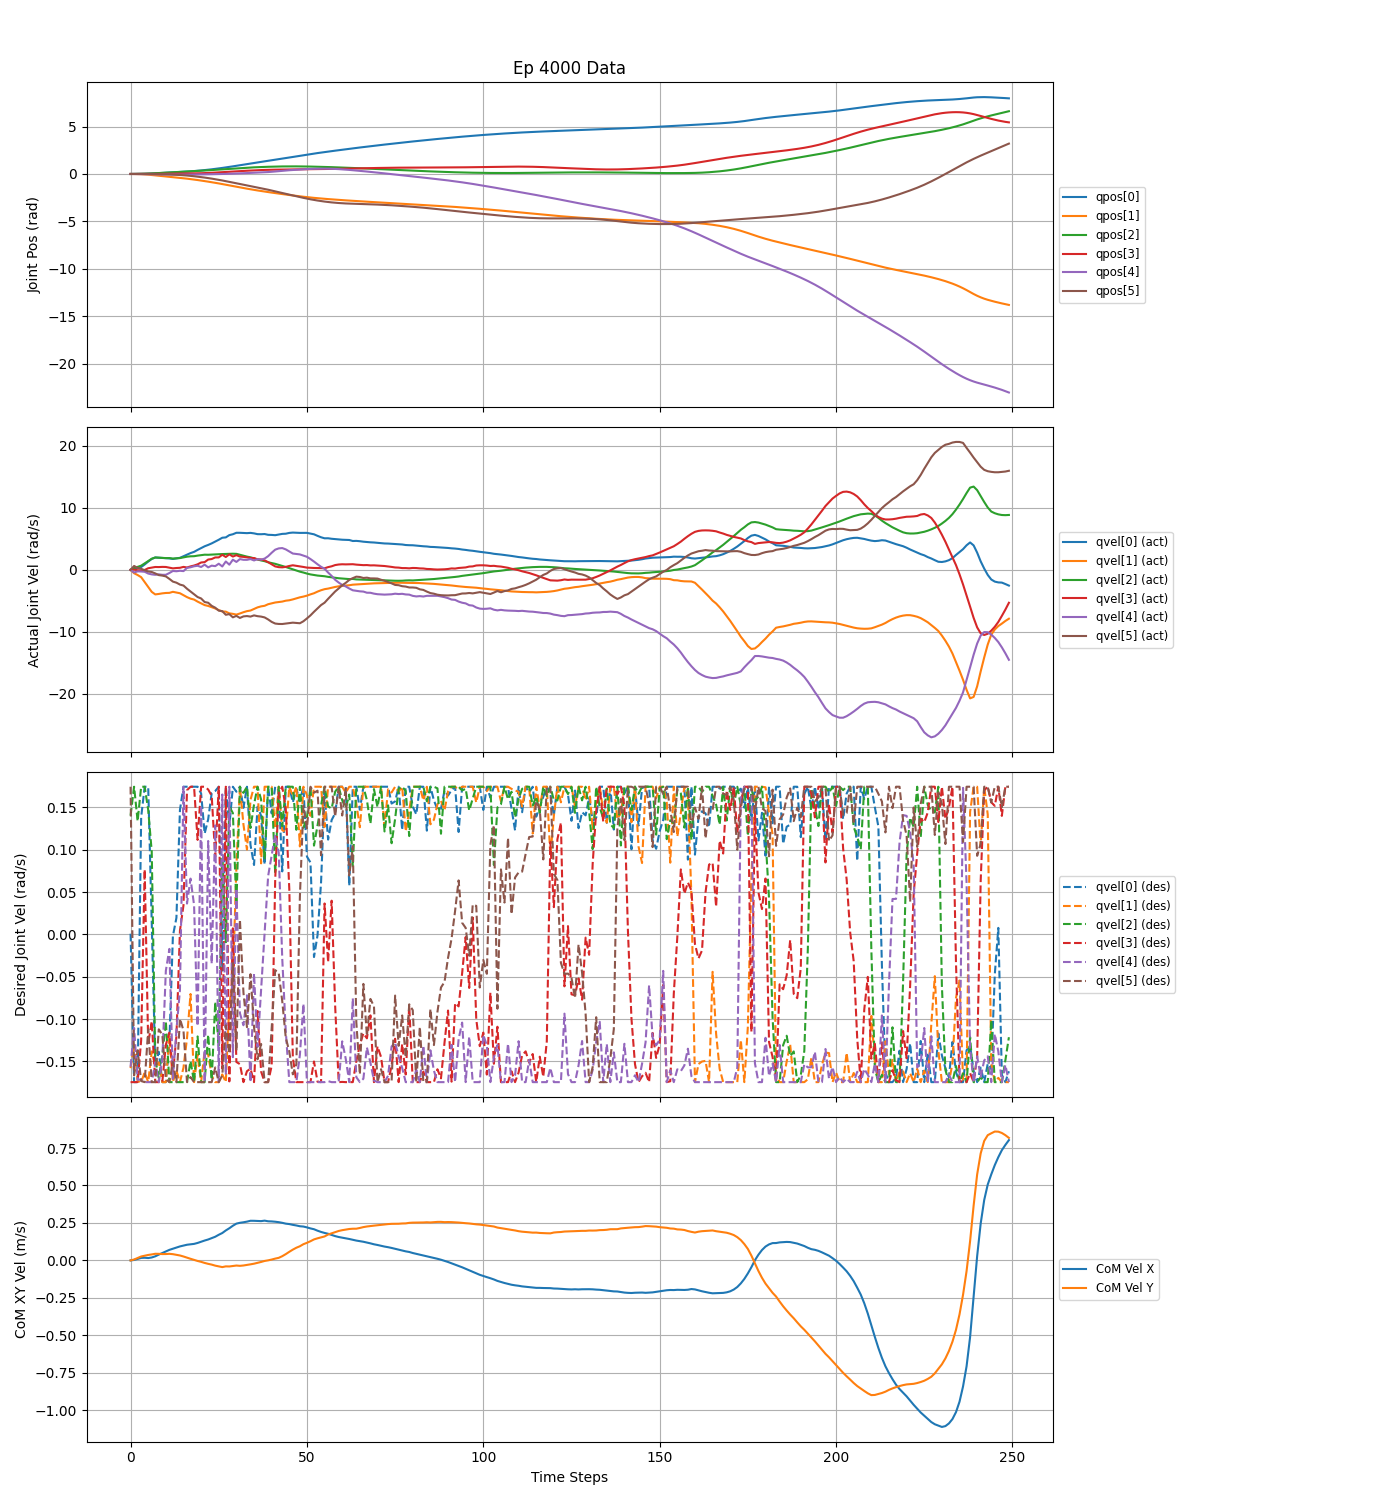 Ep 4000 Data
Joint Pos (rad)
5
0
−5
−10
−15
−20
qpos[0]
qpos[1]
qpos[2]
qpos[3]
qpos[4]
qpos[5]
Actual Joint Vel (rad/s)
20
10
0
−10
−20
qvel[0] (act)
qvel[1] (act)
qvel[2] (act)
qvel[3] (act)
qvel[4] (act)
qvel[5] (act)
Desired Joint Vel (rad/s)
0.15
0.10
0.05
0.00
−0.05
−0.10
−0.15
qvel[0] (des)
qvel[1] (des)
qvel[2] (des)
qvel[3] (des)
qvel[4] (des)
qvel[5] (des)
CoM XY Vel (m/s)
0.75
0.50
0.25
0.00
−0.25
−0.50
−0.75
−1.00
CoM Vel X
CoM Vel Y
0 50 100 150 200 250
Time Steps